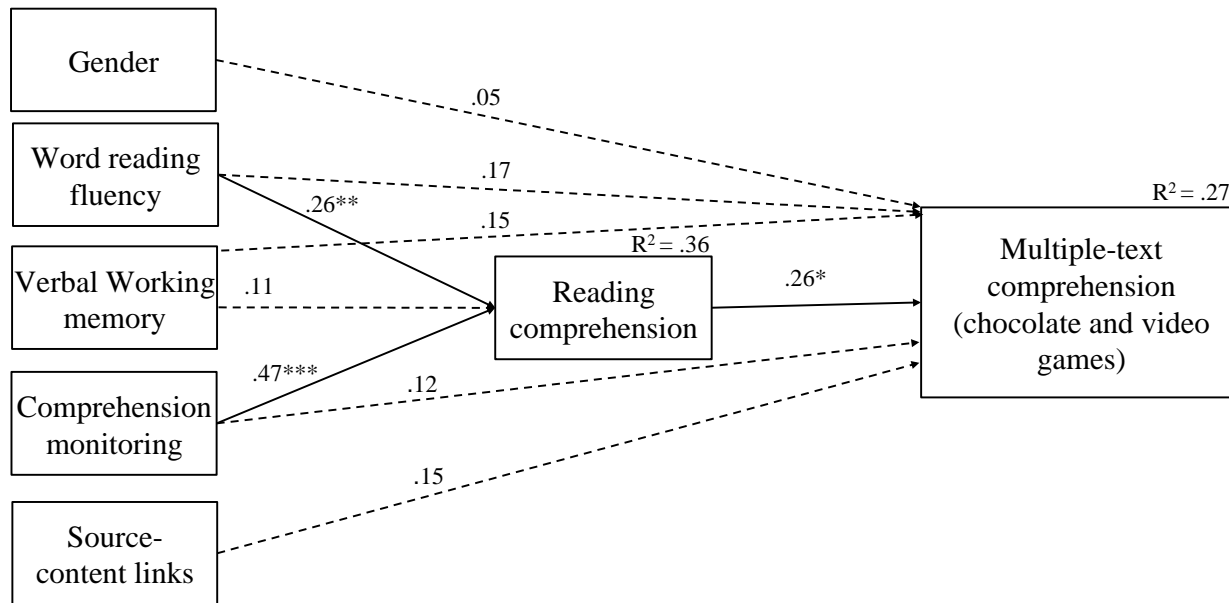 Gender
.05
Word reading
fluency
.17
.26**
R² = .27
.15
R² = .36
Verbal Working
memory
.11
Reading
comprehension
.26*
Multiple-text
comprehension
(chocolate and video
games)
.47***
.12
Comprehension
monitoring
.15
Source-
content links